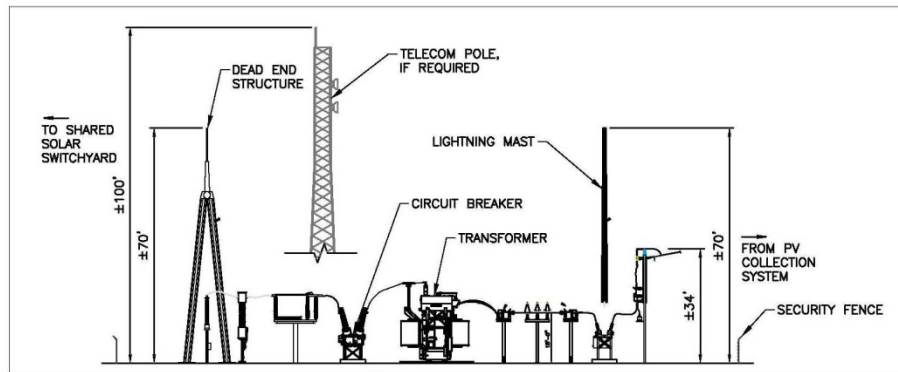 DEAD END
STRUCTURE
TELECOM POLE,
IF REQUIRED
TO SHARED
SOLAR
SWITCHYARD
±100'
±70'
LIGHTNING MAST
CIRCUIT BREAKER
TRANSFORMER
±70'
±34'
FROM PV
COLLECTION
SYSTEM
SECURITY FENCE